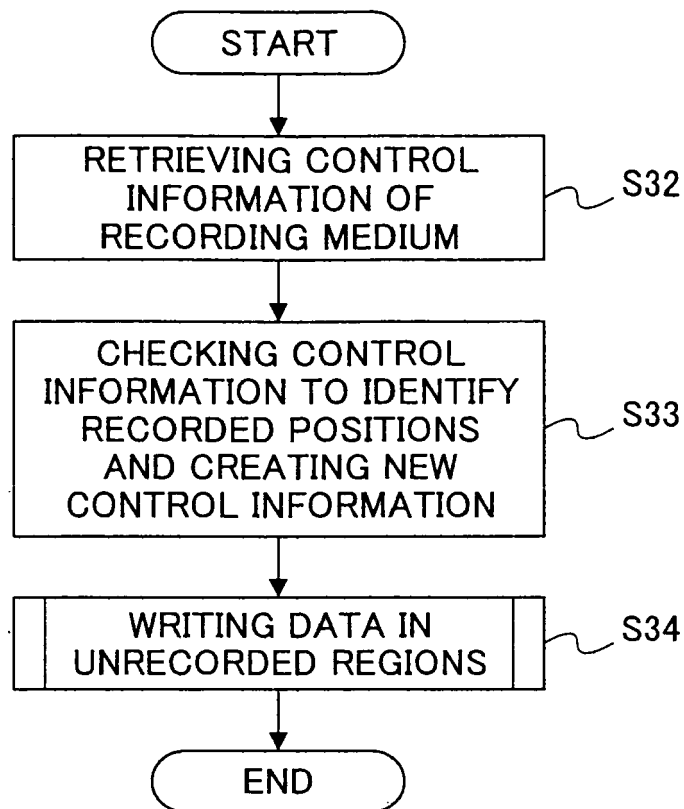 START
RETRIEVING CONTROL
INFORMATION OF
RECORDING MEDIUM
S32
CHECKING CONTROL
INFORMATION TO IDENTIFY
RECORDED POSITIONS
AND CREATING NEW
CONTROL INFORMATION
S33
WRITING DATA IN
UNRECORDED REGIONS
S34
END